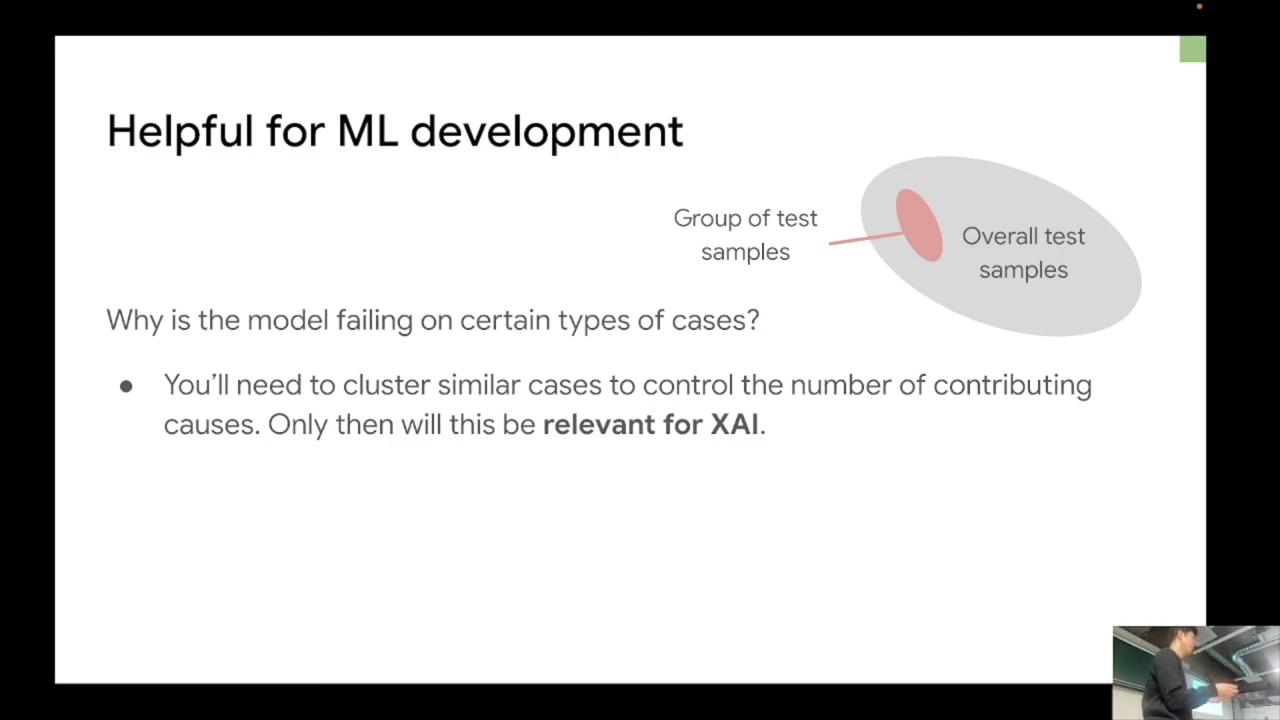 Helpful for ML development
Group of test
samples
Overall test
samples
Why is the model failing on certain types of cases?
● You’ll need to cluster similar cases to control the number of contributing
causes. Only then will this be relevant for XAI.